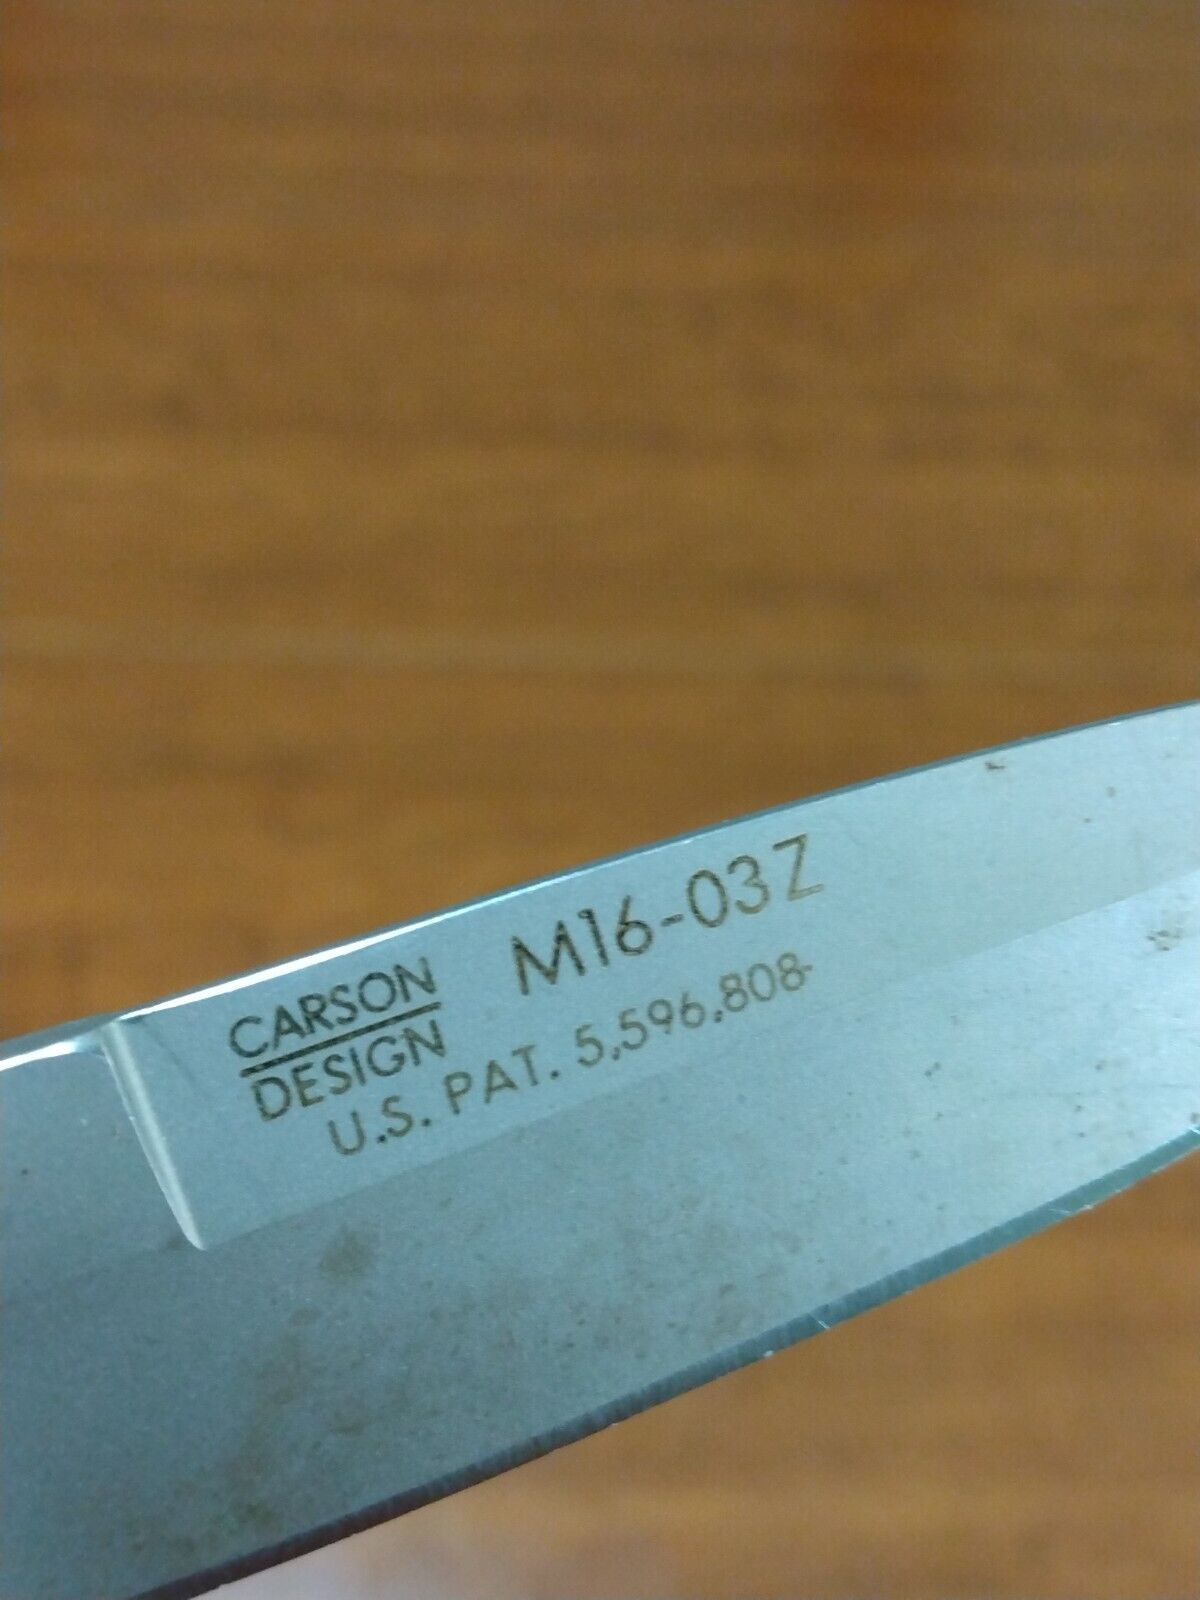 CARSON
DESIGN
M16-03Z
U.S. PAT. 5,596,808